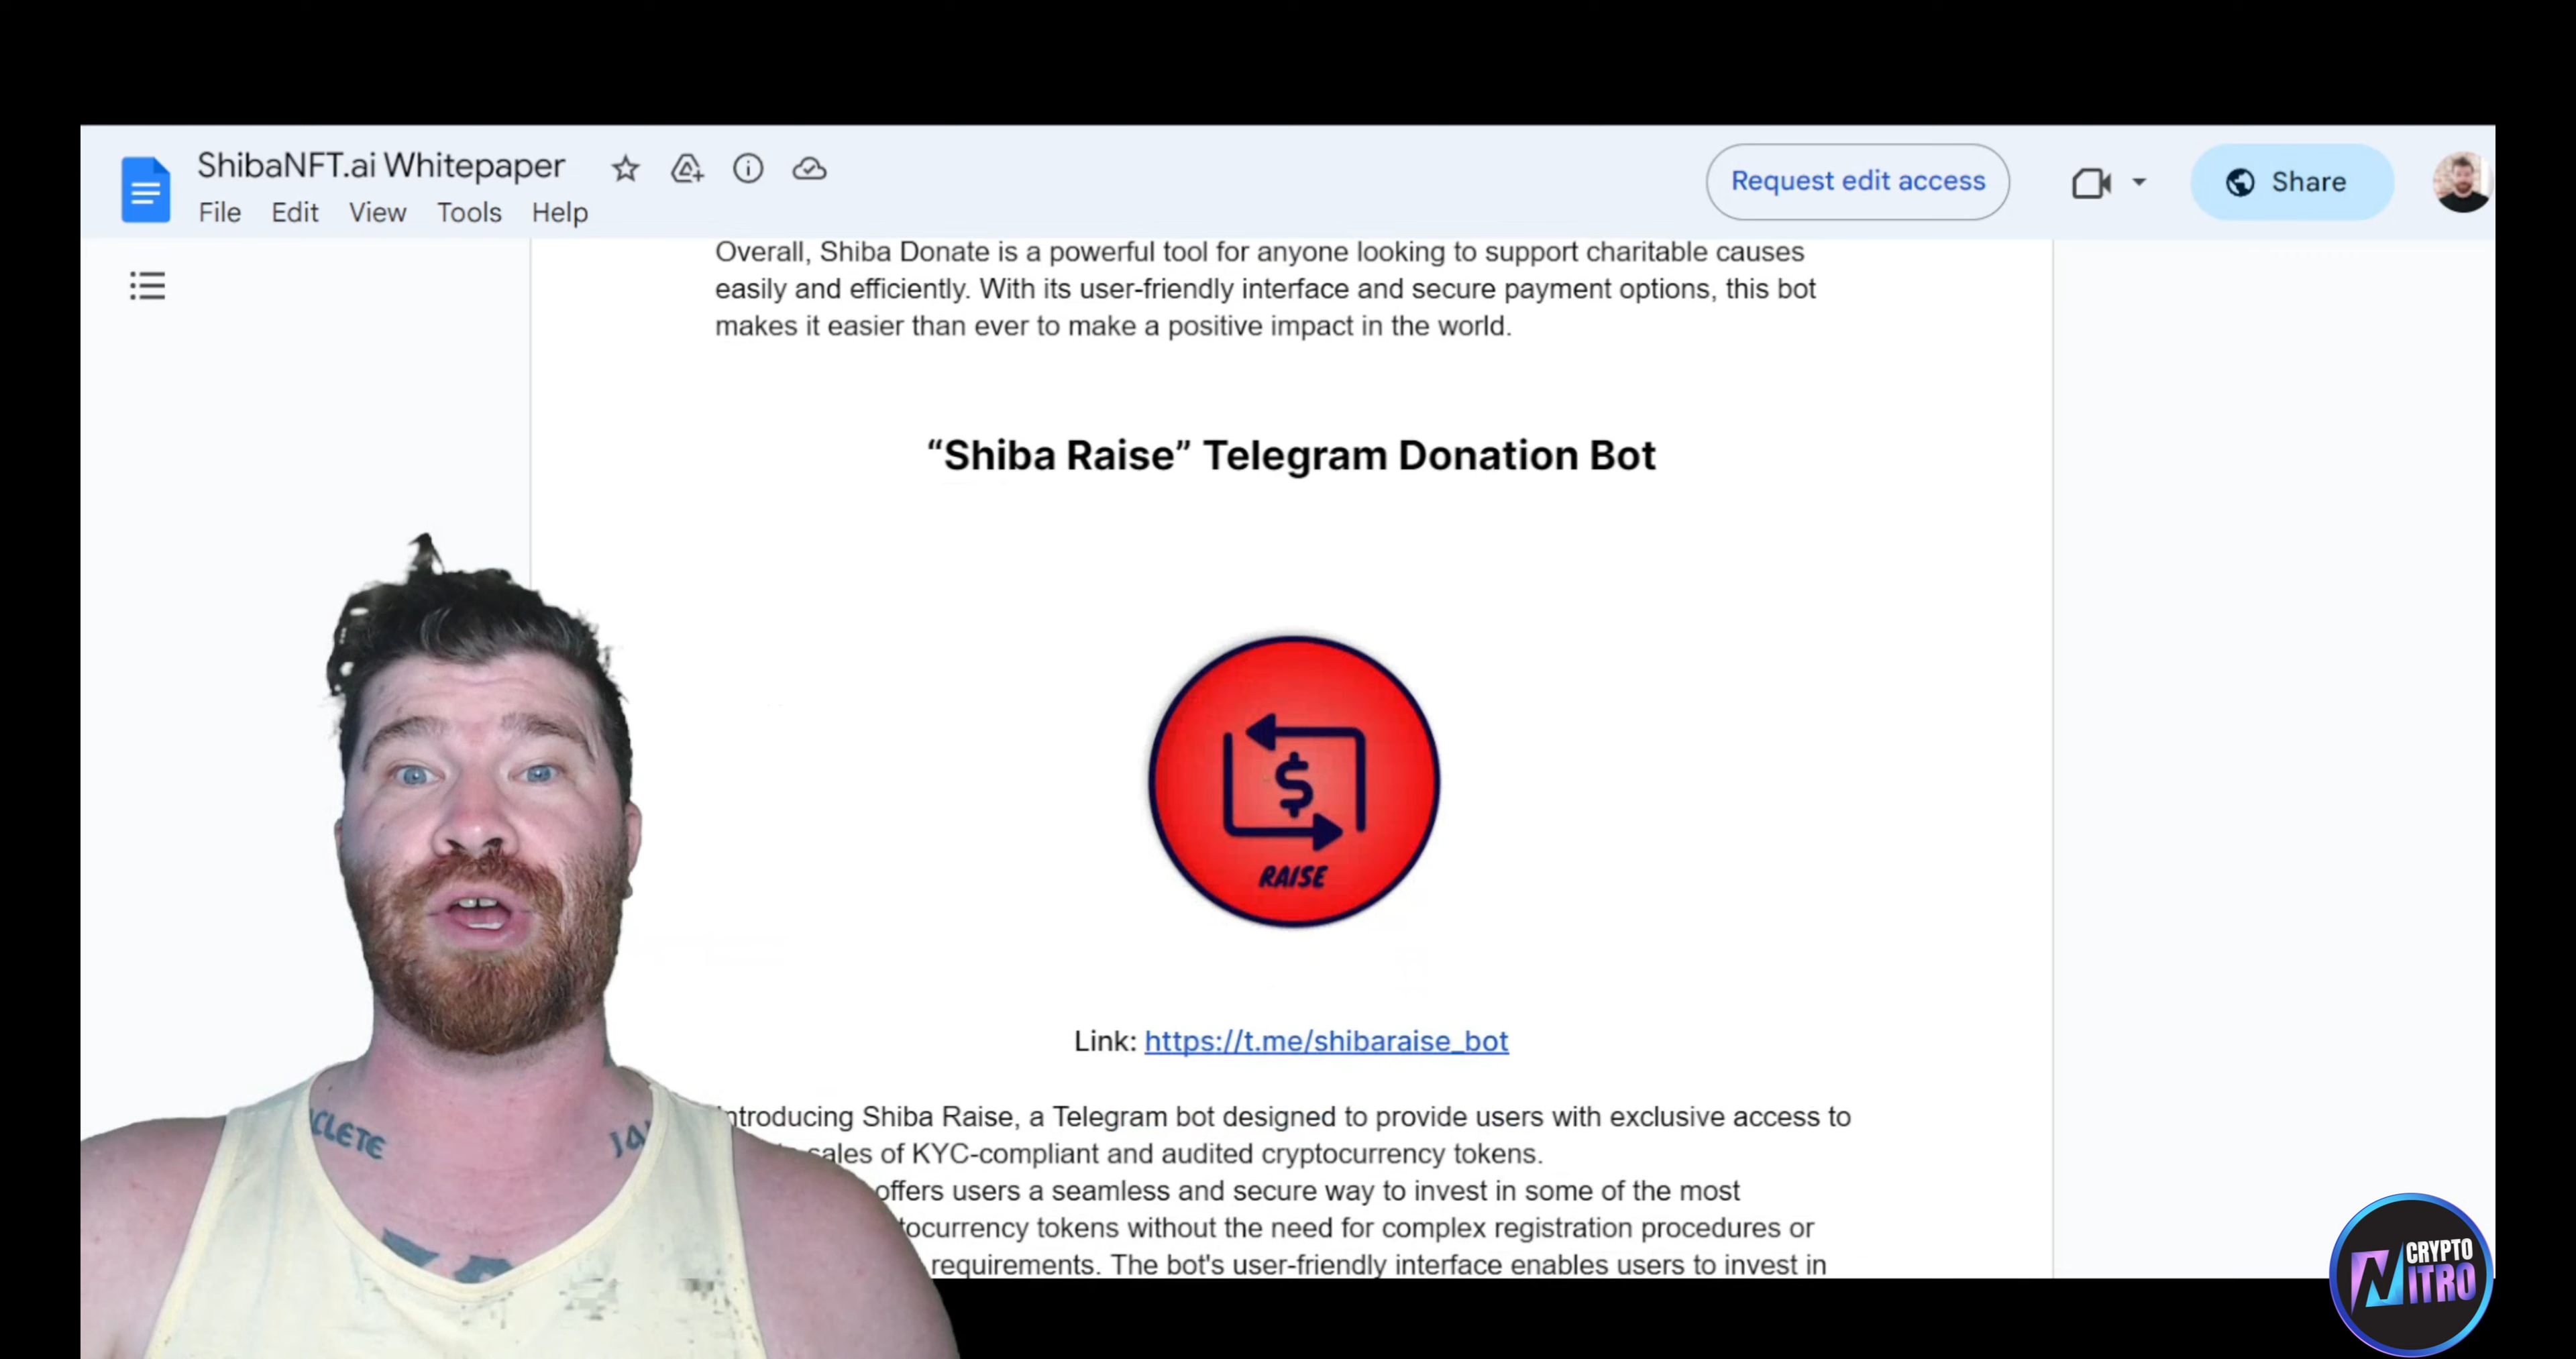 ShibaNFT.ai Whitepaper
File Edit View Tools Help
Request edit access
Share
Overall, Shiba Donate is a powerful tool for anyone looking to support charitable causes
easily and efficiently. With its user-friendly interface and secure payment options, this bot
makes it easier than ever to make a positive impact in the world.
“Shiba Raise” Telegram Donation Bot
$
RAISE
Link: https://t.me/shibaraise_bot
ntroducing Shiba Raise, a Telegram bot designed to provide users with exclusive access to
sales of KYC-compliant and audited cryptocurrency tokens.
offers users a seamless and secure way to invest in some of the most
tocurrency tokens without the need for complex registration procedures or
requirements. The bot's user-friendly interface enables users to invest in
CLETE
JA
CRYPTO
NITRO